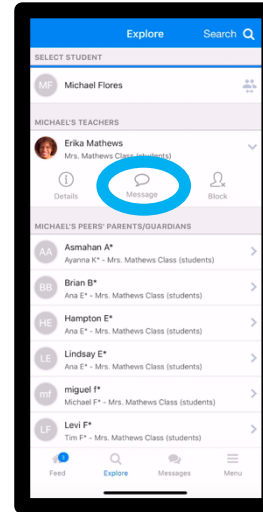 Explore Search
SELECT STUDENT
MF Michael Flores
MICHAEL'S TEACHERS
Erika Mathews
Mrs. Mathews Class (students)
Details Message Block
MICHAEL'S PEERS' PARENTS/GUARDIANS
AA Asmahan A*
Ayanna K* - Mrs. Mathews Class (students)
BB Brian B*
Ana E* - Mrs. Mathews Class (students)
HE Hampton E*
Ana E* - Mrs. Mathews Class (students)
LE Lindsay E*
Ana E* - Mrs. Mathews Class (students)
mf miguel f*
Michael F* - Mrs. Mathews Class (students)
LF Levi F*
Tim F* - Mrs. Mathews Class (students)
Feed Explore Messages Menu